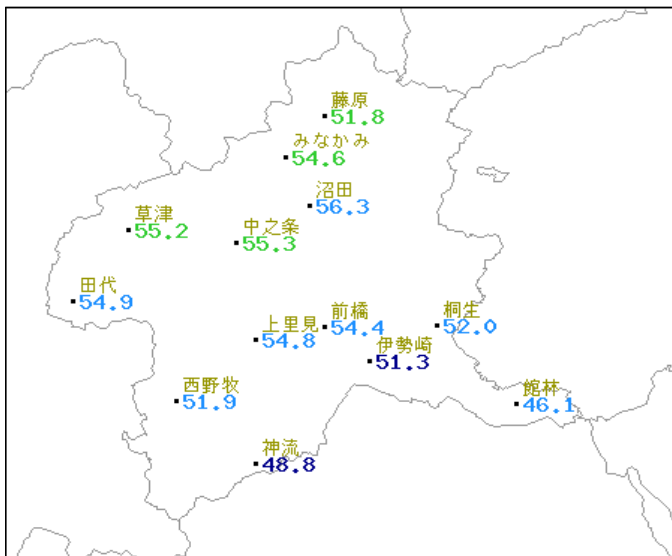 藤原
51.8
みなかみ
54.6
沼田
56.3
草津
55.2
中之条
55.3
田代
54.9
上里見
54.8
前橋
54.4
桐生
52.0
伊勢崎
51.3
西野牧
51.9
館林
46.1
神流
48.8